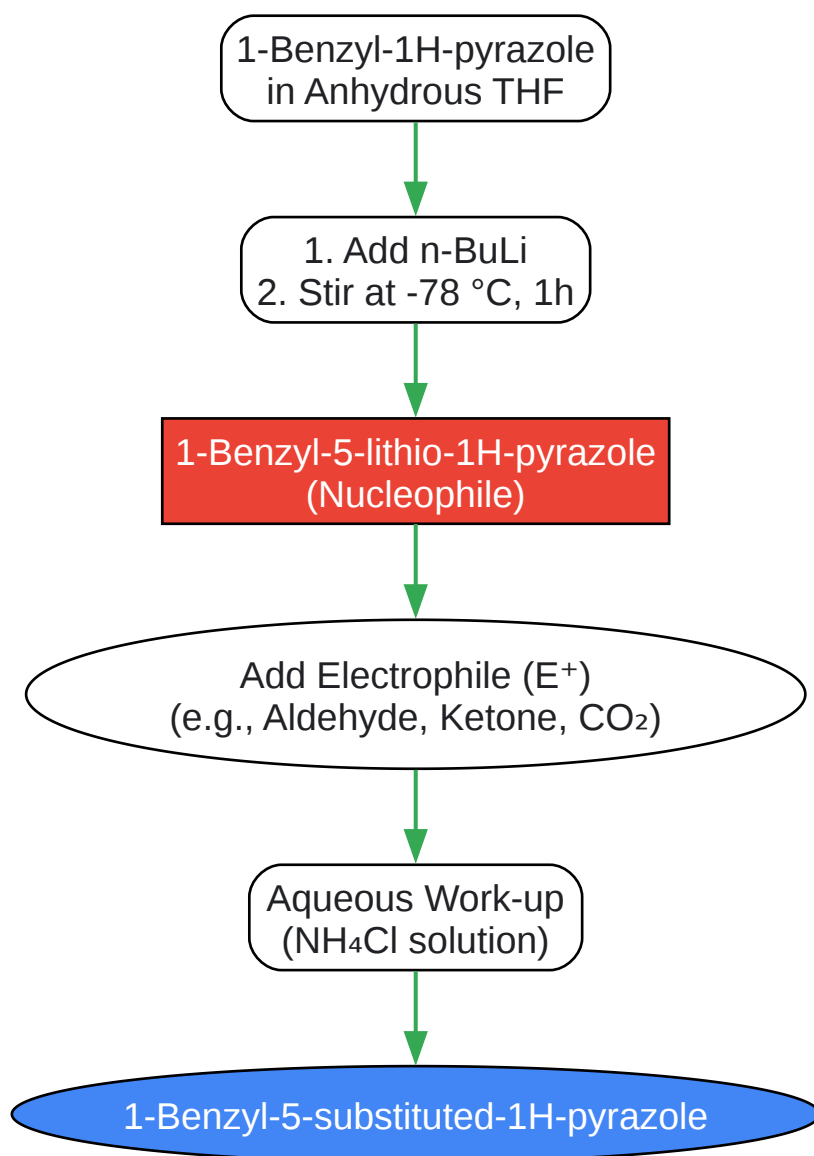 1-Benzyl-1H-pyrazole
in Anhydrous THF
1. Add n-BuLi
2. Stir at -78 °C, 1h
1-Benzyl-5-lithio-1H-pyrazole
(Nucleophile)
Add Electrophile (E⁺)
(e.g., Aldehyde, Ketone, CO₂)
Aqueous Work-up
(NH₄Cl solution)
1-Benzyl-5-substituted-1H-pyrazole